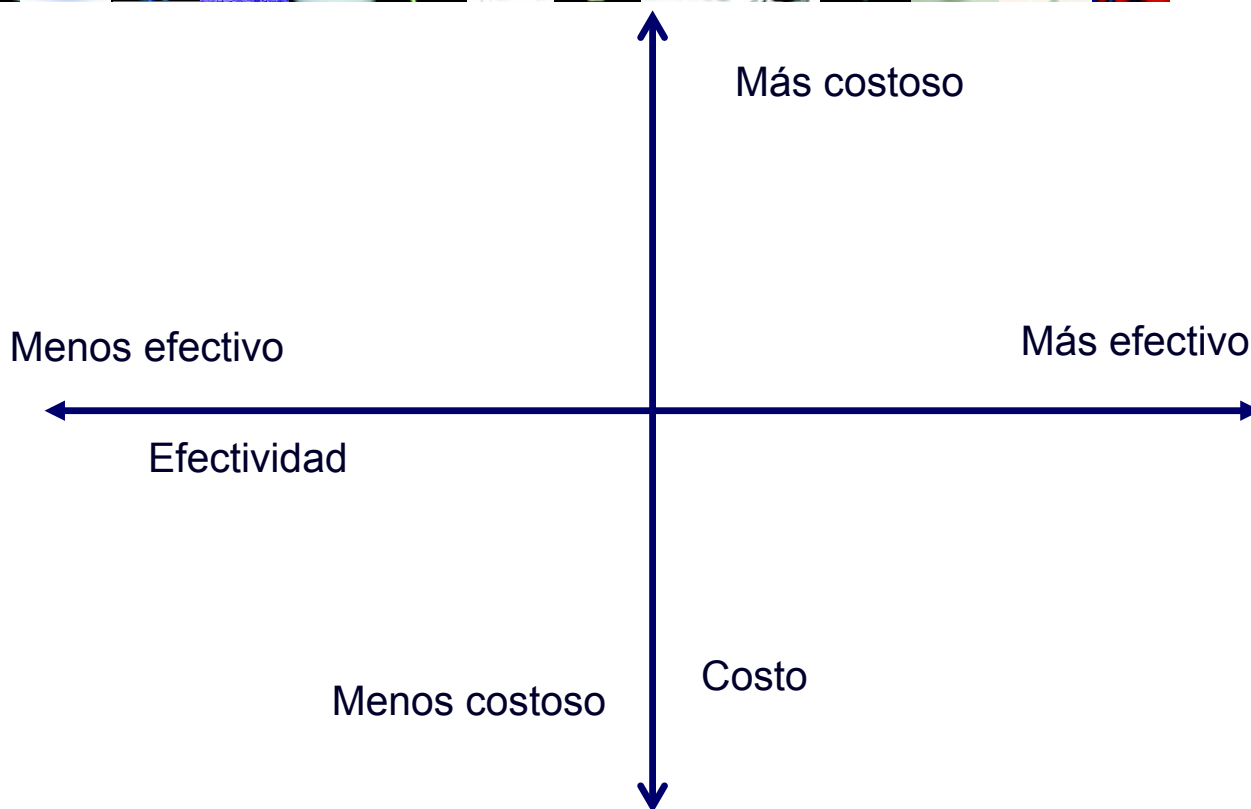 Más costoso
Menos efectivo
Más efectivo
Efectividad
Menos costoso
Costo